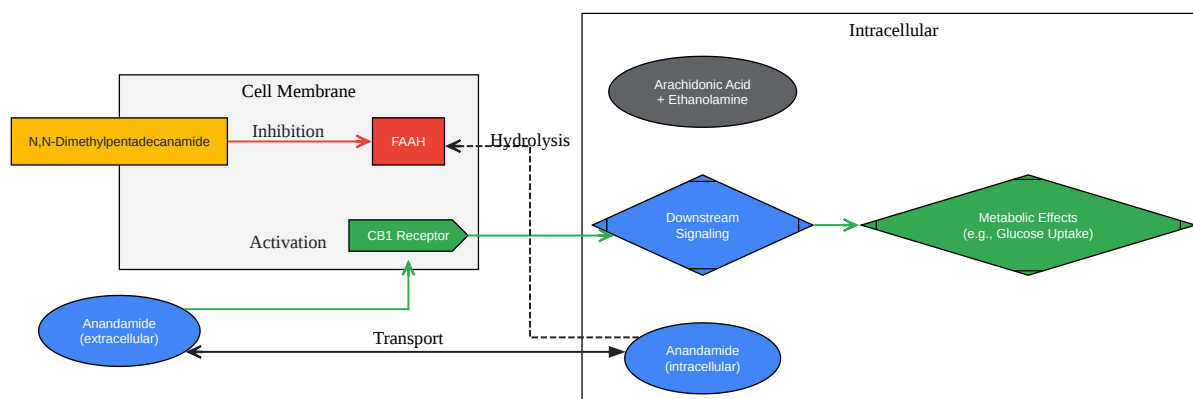 Intracellular
Arachidonic Acid
+ Ethanolamine
Cell Membrane
N,N-Dimethylpentadecanamide
Inhibition
FAAH
Hydrolysis
Activation
CB1 Receptor
Downstream
Signaling
Metabolic Effects
(e.g., Glucose Uptake)
Anandamide
(extracellular)
Transport
Anandamide
(intracellular)